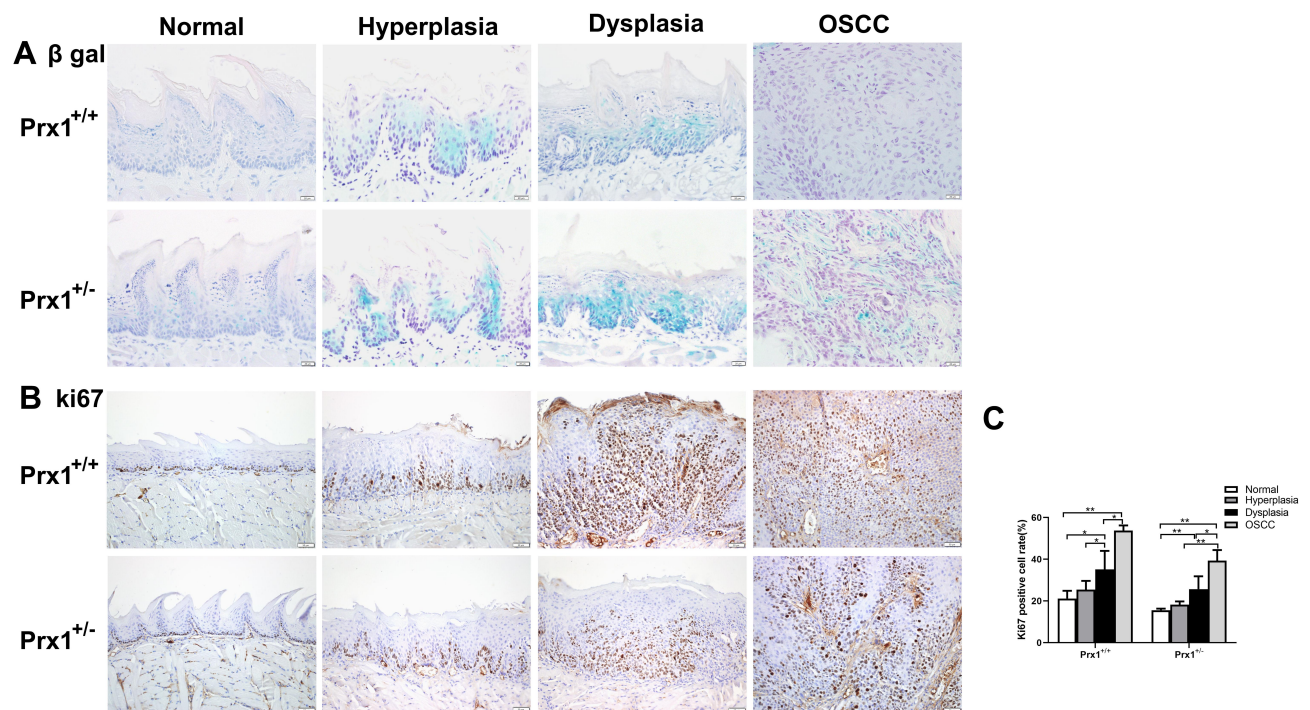 Normal Hyperplasia Dysplasia OSCC
A β gal
Prx1+/+
Prx1+/-
B ki67
Prx1+/+
Prx1+/-
C
Normal
Hyperplasia
Dysplasia
OSCC
Ki67 positive cell rate(%)
60
40
20
0
** * * *
** ** * **
Prx1+/+ Prx1+/-